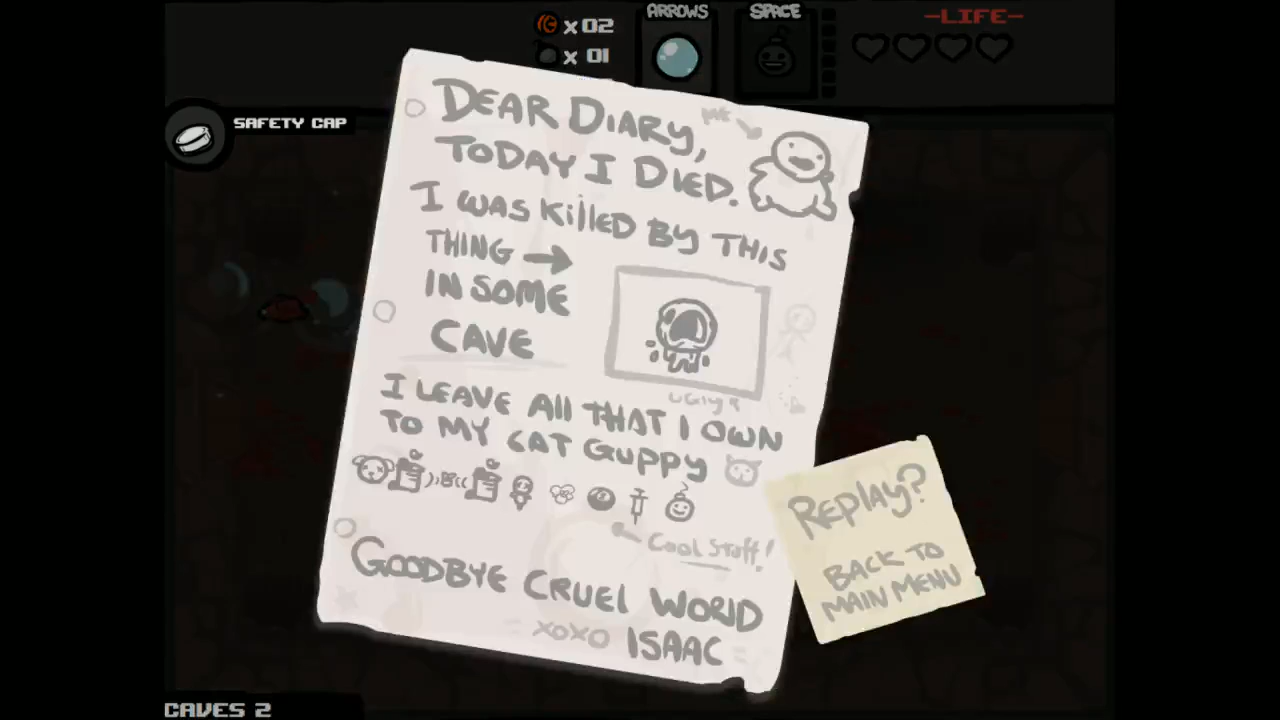 ARROWS
SPACE
-LIFE-
x02
x 01
SAFETY CAP
DEAR DIARY,
ME
TODAY I DIED.
I WAS KillED BY THIS
THING →
IN SOME
CAVE
UGly
I LEAVE All THAT I OWN
TO MY CAT GUPPY
COOL STUFF!
GOODBYE CRUEL WORLD
XOXO ISAAC
REPlAY?
BACK TO
MAIN MENU
CAVES 2